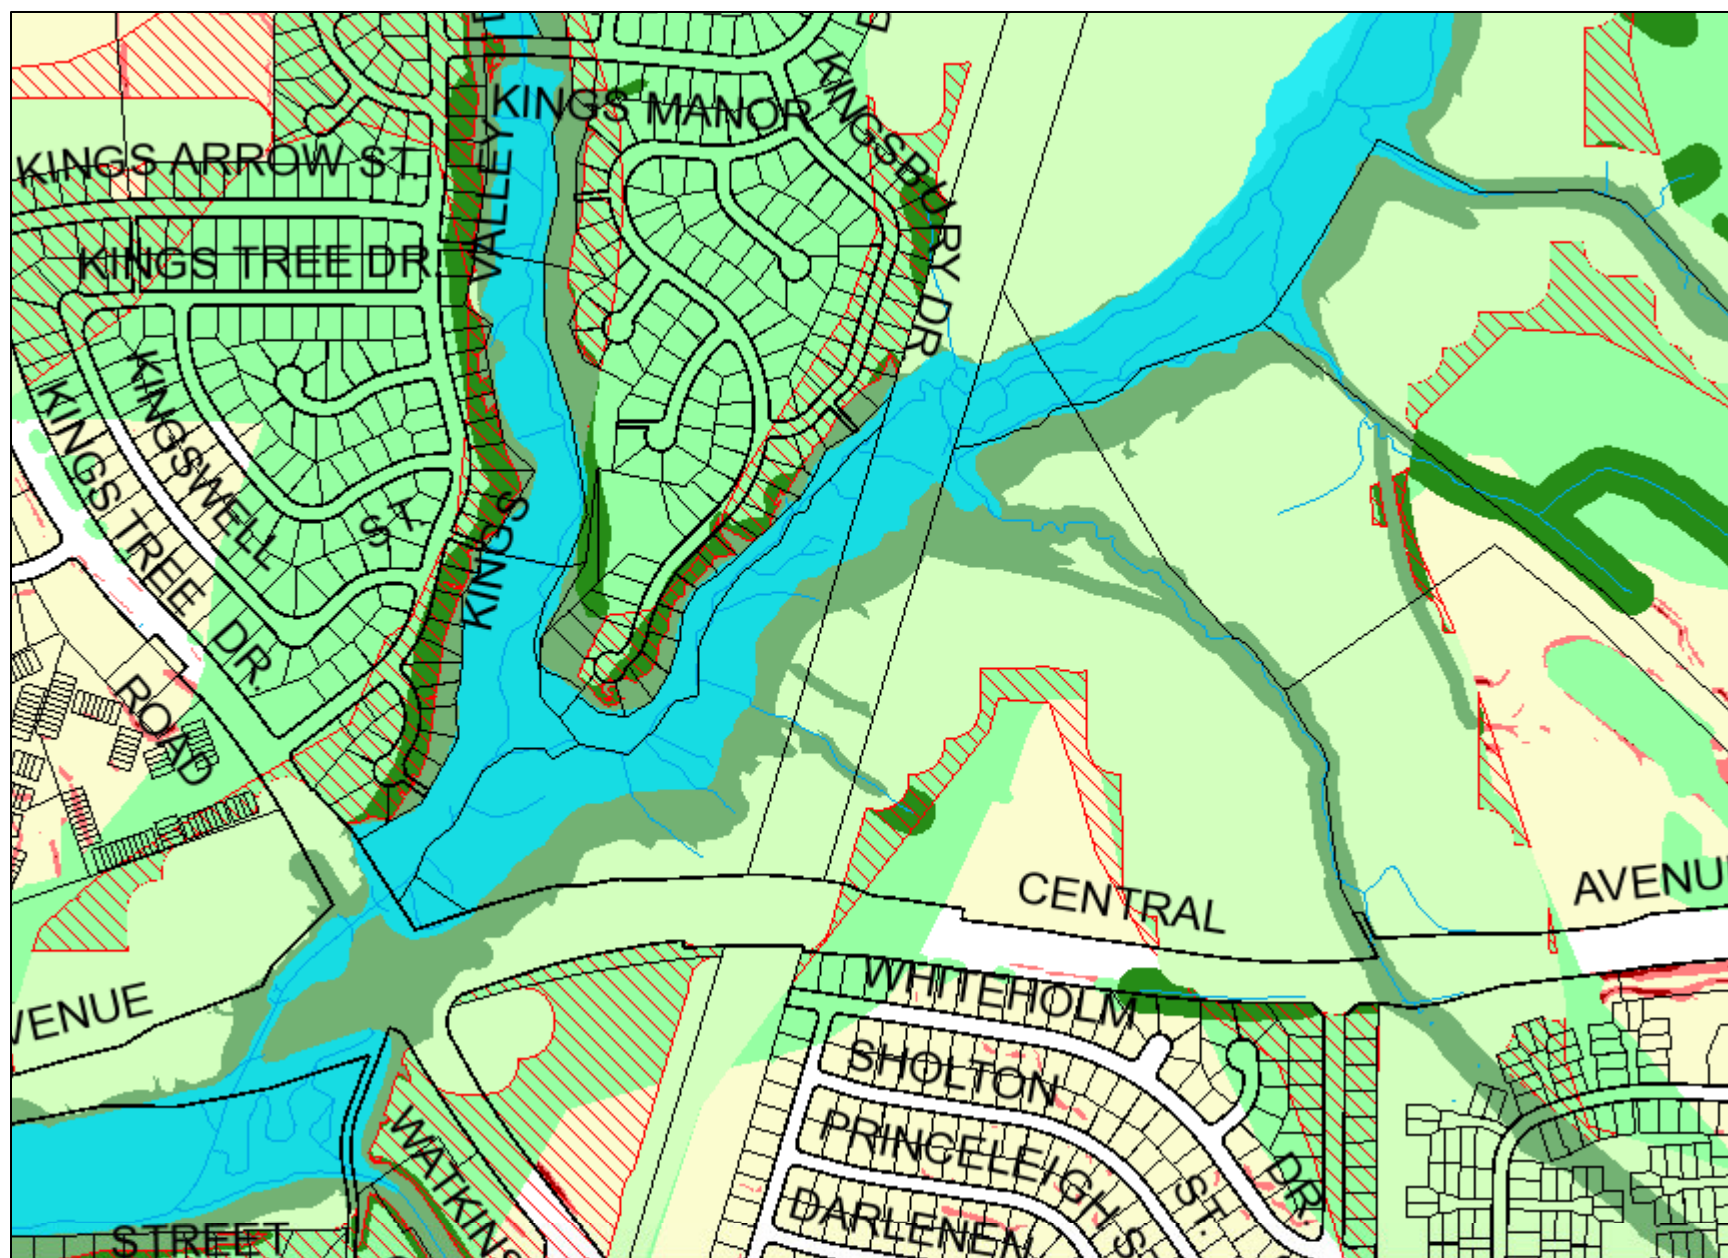 KINGS MANOR
KINGSBURY DR
VALLEY
KINGS ARROW ST.
KINGS TREE DR.
KINGSWELL
ST.
KINGS TREE DR.
KINGS
ROAD
CENTRAL
AVENU
VENUE
WHITEHOLM
DR.
SHOLTON
ST.
PRINCELEIGH S
DARLENEN
WATKINS
STREET